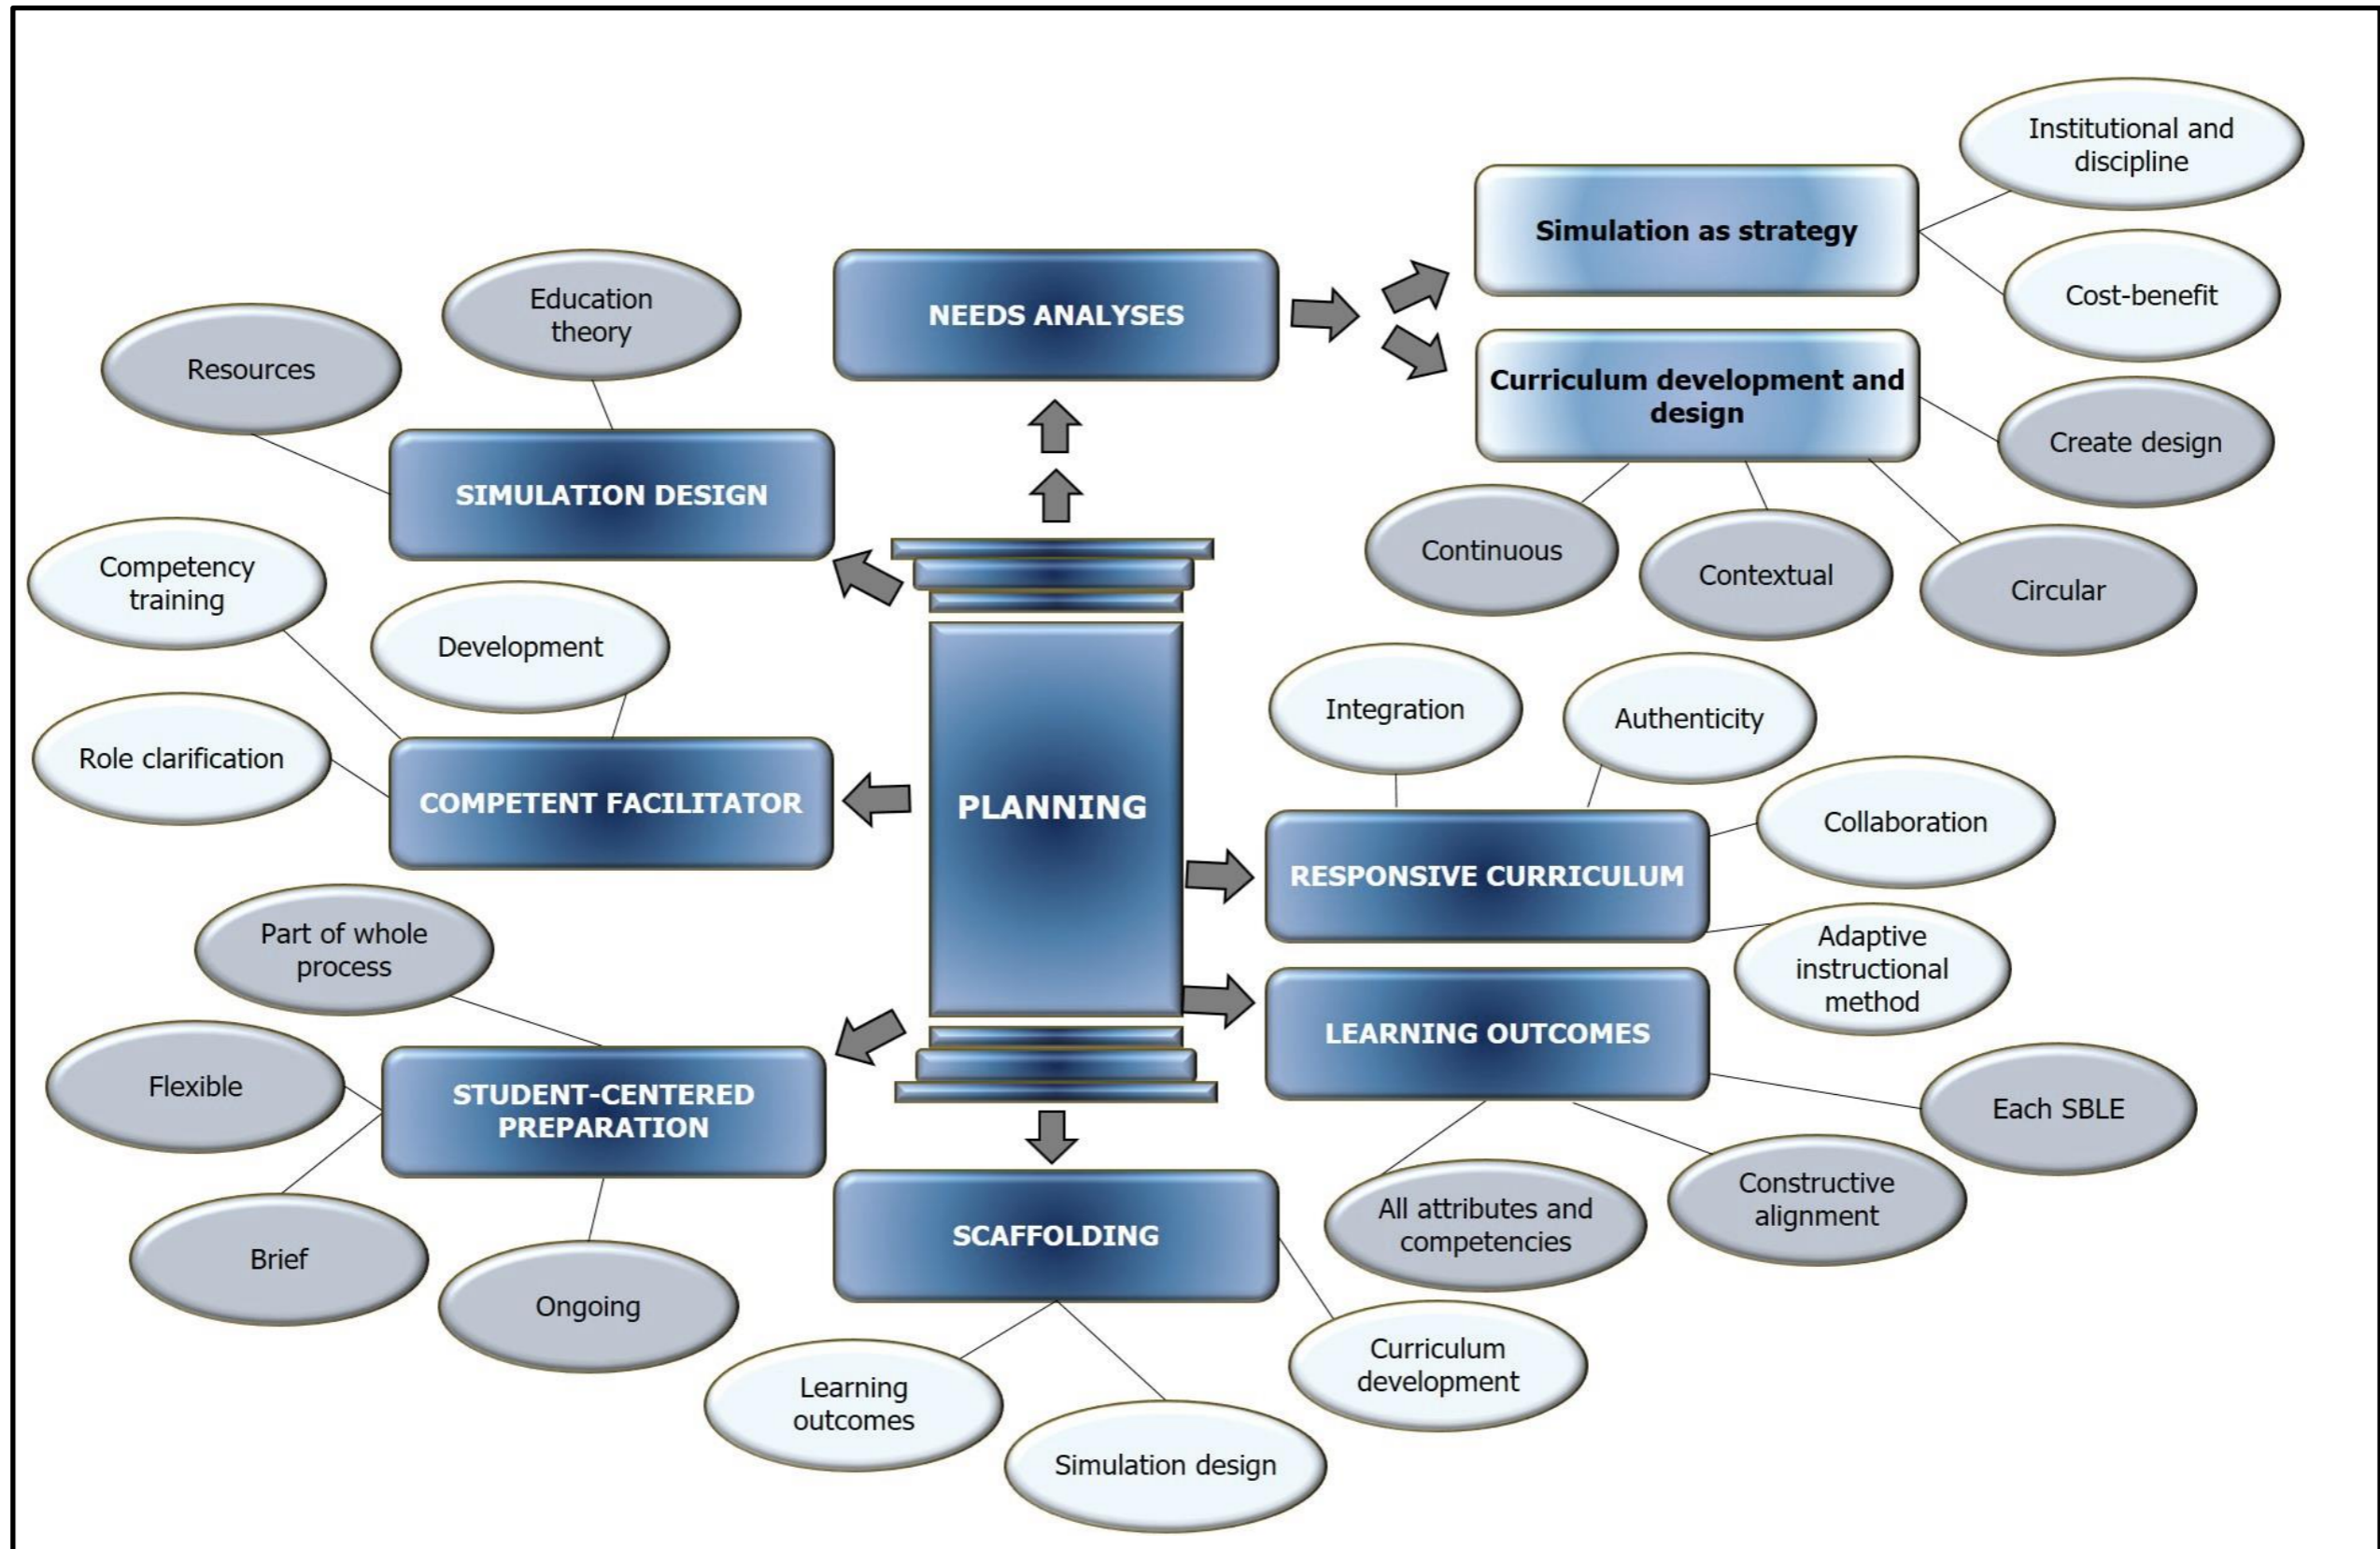 Institutional and
discipline
Simulation as strategy
Cost-benefit
NEEDS ANALYSES
Curriculum development and
design
Create design
Continuous
Contextual
Circular
Education
theory
Resources
SIMULATION DESIGN
Competency
training
Development
Role clarification
COMPETENT FACILITATOR
PLANNING
Integration
Authenticity
Collaboration
RESPONSIVE CURRICULUM
Adaptive
instructional
method
LEARNING OUTCOMES
Each SBLE
Constructive
alignment
All attributes and
competencies
Part of whole
process
Flexible
STUDENT-CENTERED
PREPARATION
Brief
Ongoing
SCAFFOLDING
Curriculum
development
Learning
outcomes
Simulation design